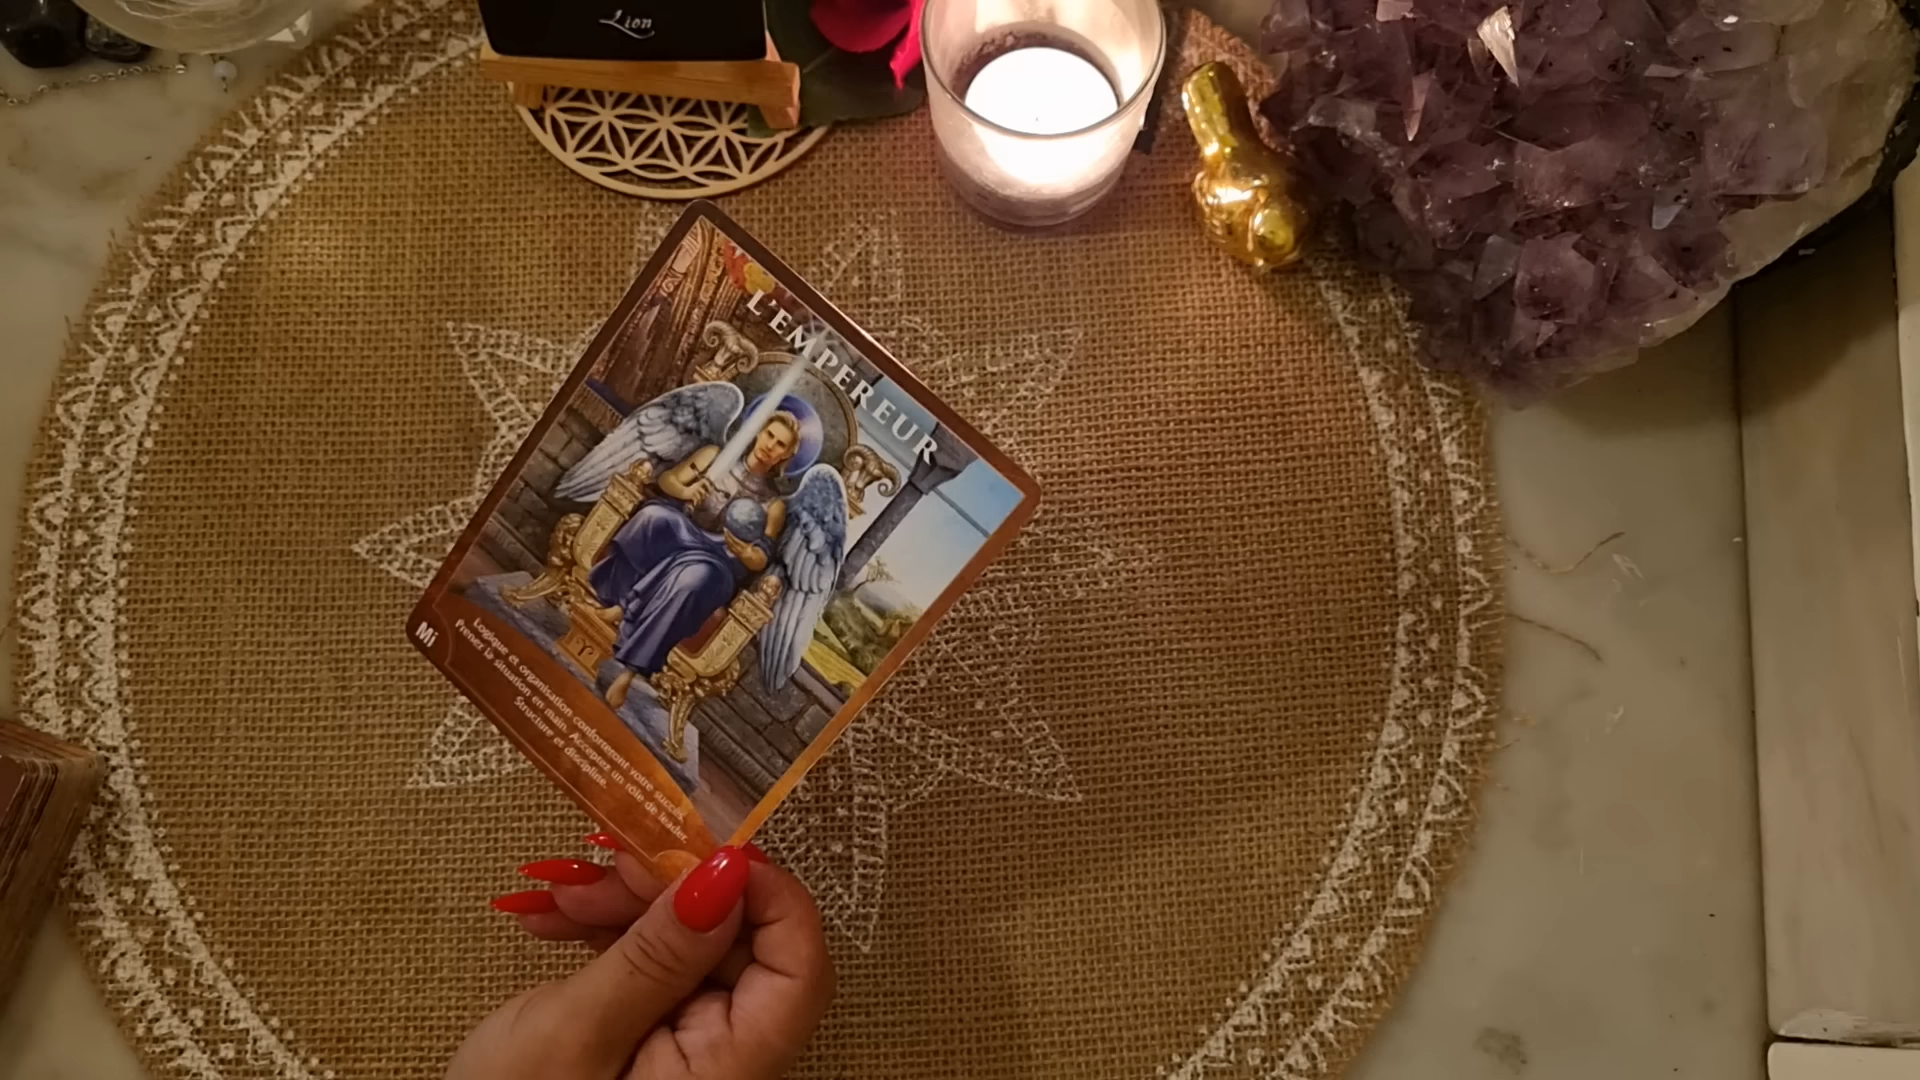 Lion
L'EMPEREUR
Logique et organisation conforteront votre succès.
Prenez la situation en main. Acceptez un rôle de leader.
Structure et discipline.
Mi